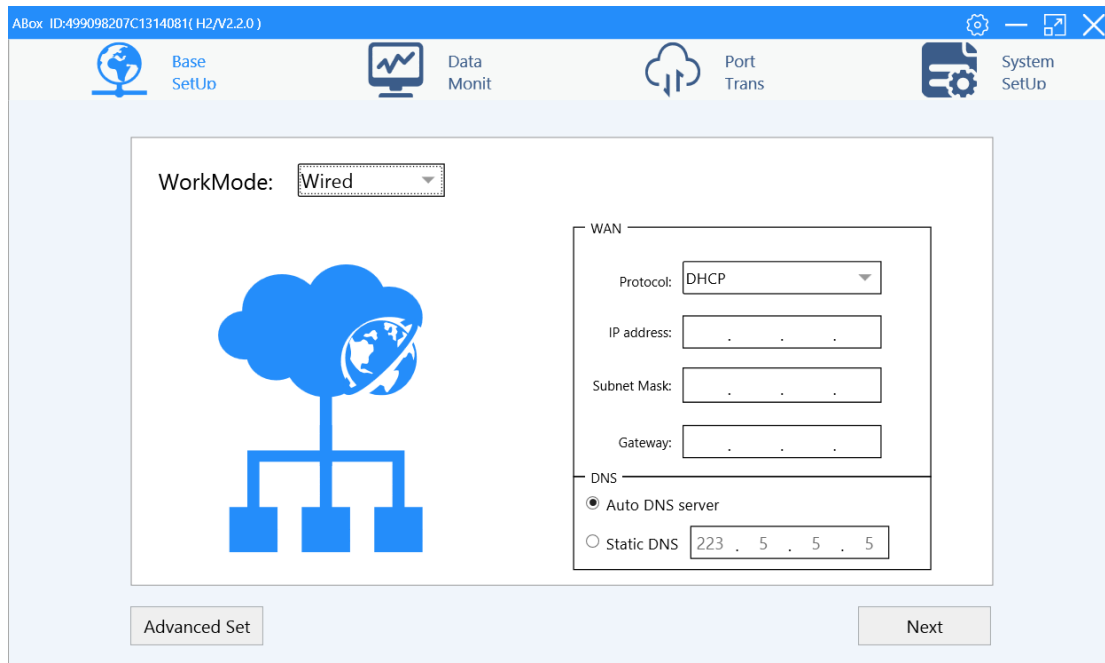 ABox ID:499098207C1314081( H2/V2.2.0 )
Base
SetUp
Data
Monit
Port
Trans
System
SetUp
WorkMode: Wired
WAN
Protocol: DHCP
IP address: . . .
Subnet Mask: . . .
Gateway: . . .
DNS
Auto DNS server
Static DNS 223 . 5 . 5 . 5
Advanced Set
Next